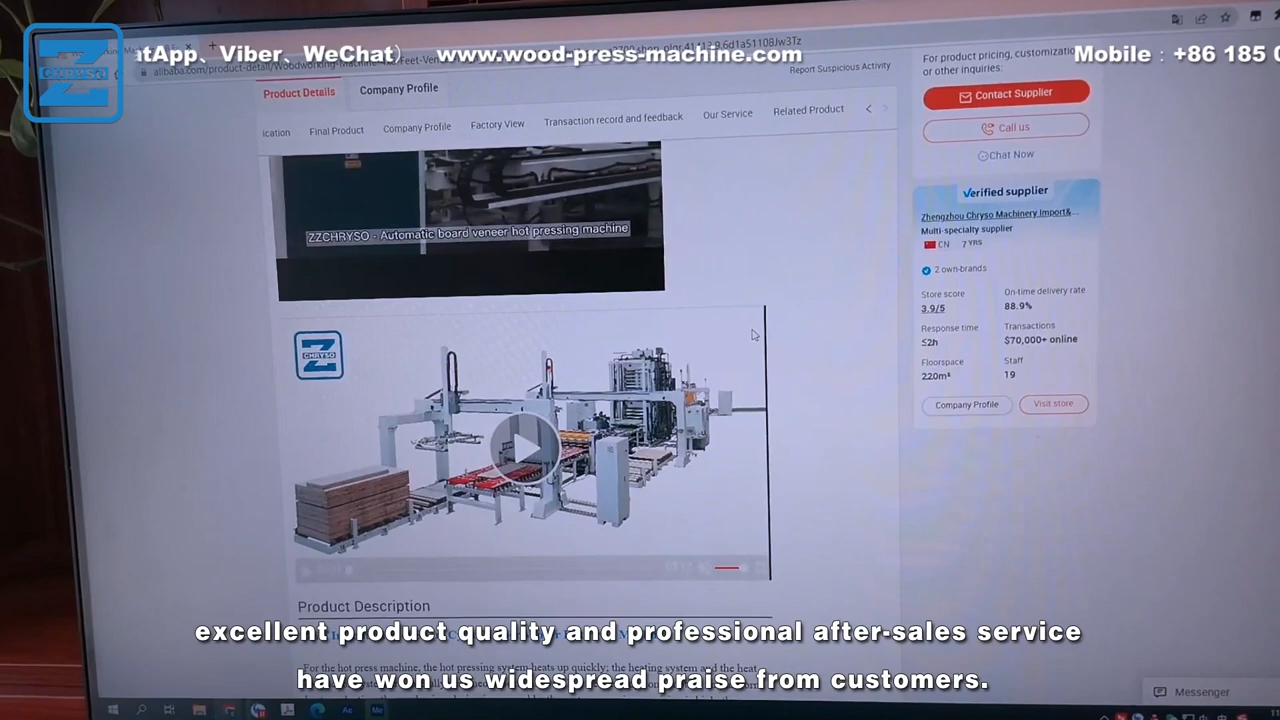 atApp、Viber、WeChat） www.wood-press-machine.com Mobile：+86 185 0
Z
CHRYSO
Report Suspicious Activity
Product Details Company Profile
ication Final Product Company Profile Factory View Transaction record and feedback Our Service Related Product
ZZCHRYSO - Automatic board veneer hot pressing machine
For product pricing, customizatio
or other inquiries:
Contact Supplier
Call us
Chat Now
Verified supplier
Zhengzhou Chryso Machinery Import&...
Multi-specialty supplier
CN 7 YRS
2 own-brands
Store score On-time delivery rate
3.9/5 88.9%
Response time Transactions
≤2h $70,000+ online
Floorspace Staff
220m² 19
Company Profile Visit store
Z
CHRYSO
Product Description
excellent product quality and professional after-sales service
For the hot press machine, the hot pressing system heats up quickly; the heating system and the heat
have won us widespread praise from customers.
Messenger